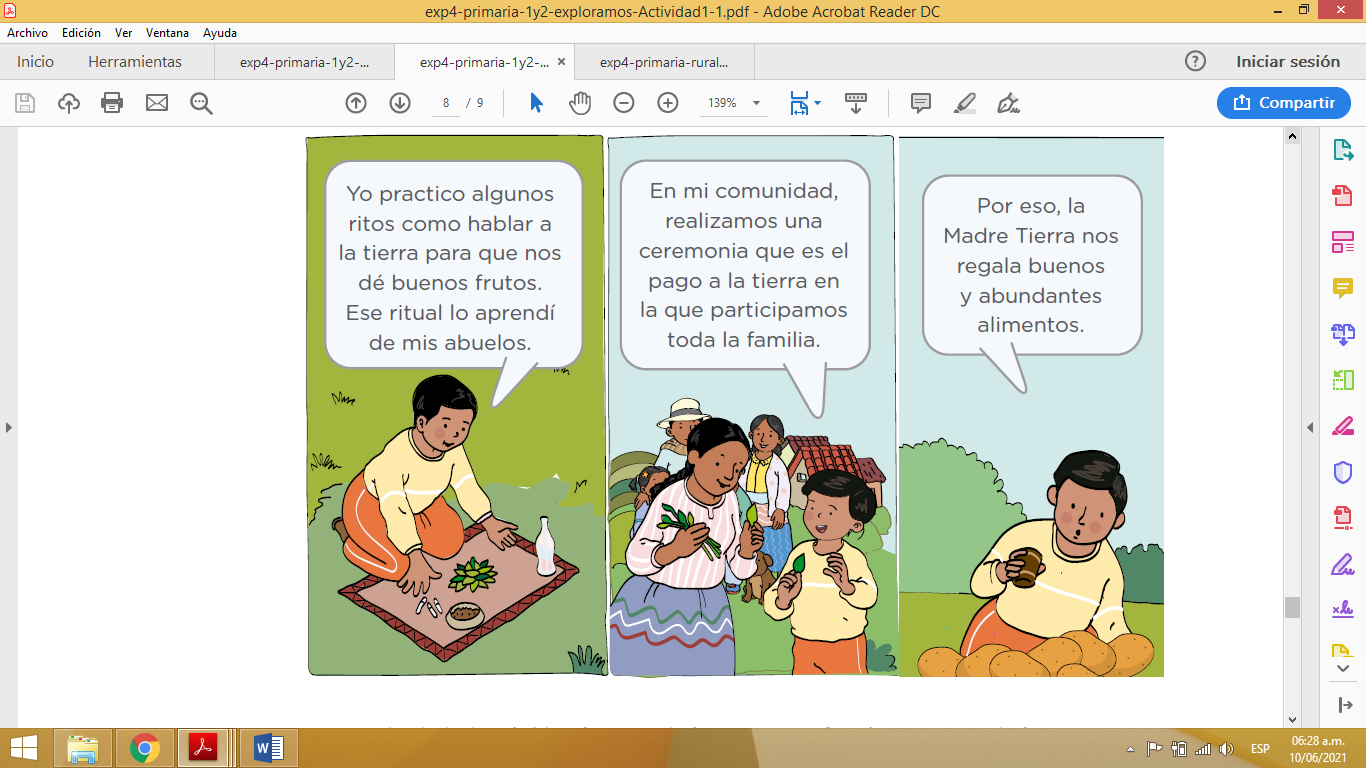 exp4-primaria-1y2-exploramos-Actividad1-1.pdf - Adobe Acrobat Reader DC
Archivo Edición Ver Ventana Ayuda
Inicio Herramientas exp4-primaria-1y2-... exp4-primaria-1y2-... × exp4-primaria-rural... ? Iniciar sesión
8 / 9 139% Compartir
Yo practico algunos
ritos como hablar a
la tierra para que nos
dé buenos frutos.
Ese ritual lo aprendí
de mis abuelos.
En mi comunidad,
realizamos una
ceremonia que es el
pago a la tierra en
la que participamos
toda la familia.
Por eso, la
Madre Tierra nos
regala buenos
y abundantes
alimentos.
ESP
06:28 a.m.
10/06/2021